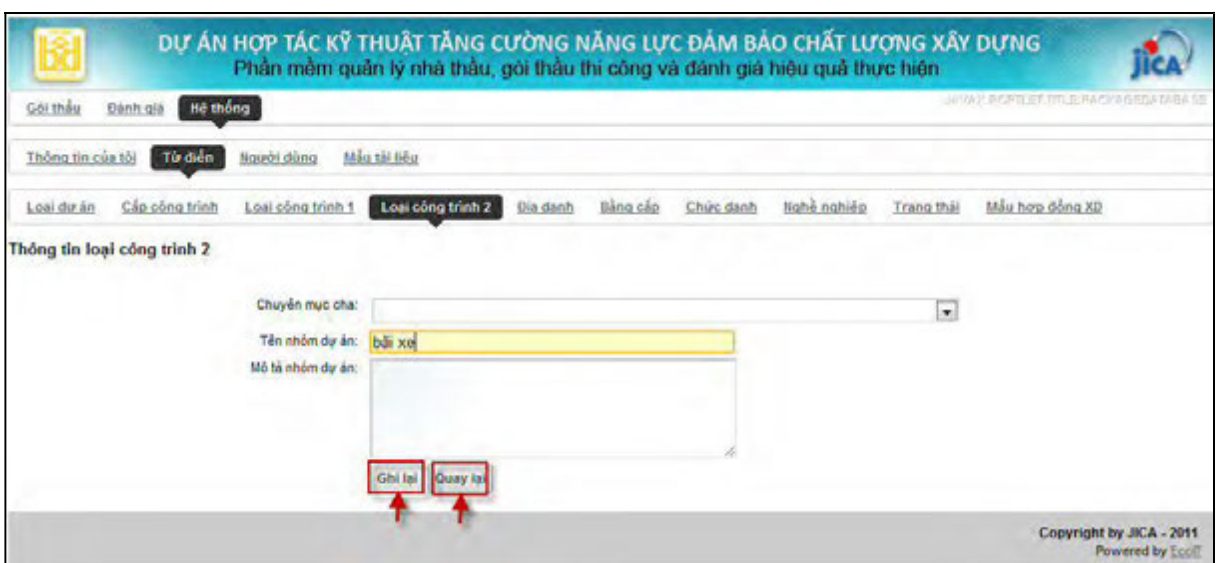 DỰ ÁN HỢP TÁC KỸ THUẬT TĂNG CƯỜNG NĂNG LỰC ĐẢM BẢO CHẤT LƯỢNG XÂY DỰNG
Phần mềm quản lý nhà thầu, gói thầu thi công và đánh giá hiệu quả thực hiện
jICA
Gói thầu Đánh giá Hệ thống
Thông tin của tôi Từ điển Người dùng Mẫu tài liệu
Loại dự án Cấp công trình Loại công trình 1 Loại công trình 2 Địa danh Bằng cấp Chức danh Nghề nghiệp Trạng thái Mẫu hợp đồng XD
Thông tin loại công trình 2
Chuyên mục cha:
Tên nhóm dự án: bãi xe
Mô tả nhóm dự án:
Ghi lại Quay lại
Copyright by JICA - 2011
Powered by EcoIT